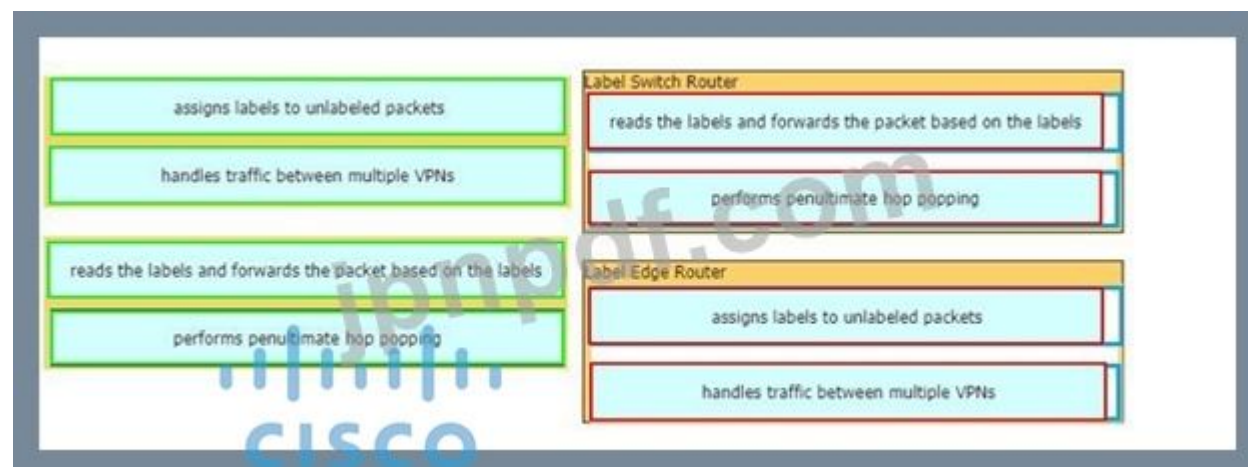 assigns labels to unlabeled packets
handles traffic between multiple VPNs
reads the labels and forwards the packet based on the labels
performs penultimate hop popping
Label Switch Router
reads the labels and forwards the packet based on the labels
performs penultimate hop popping
Label Edge Router
assigns labels to unlabeled packets
handles traffic between multiple VPNs
jpnpdf.com
CISCO